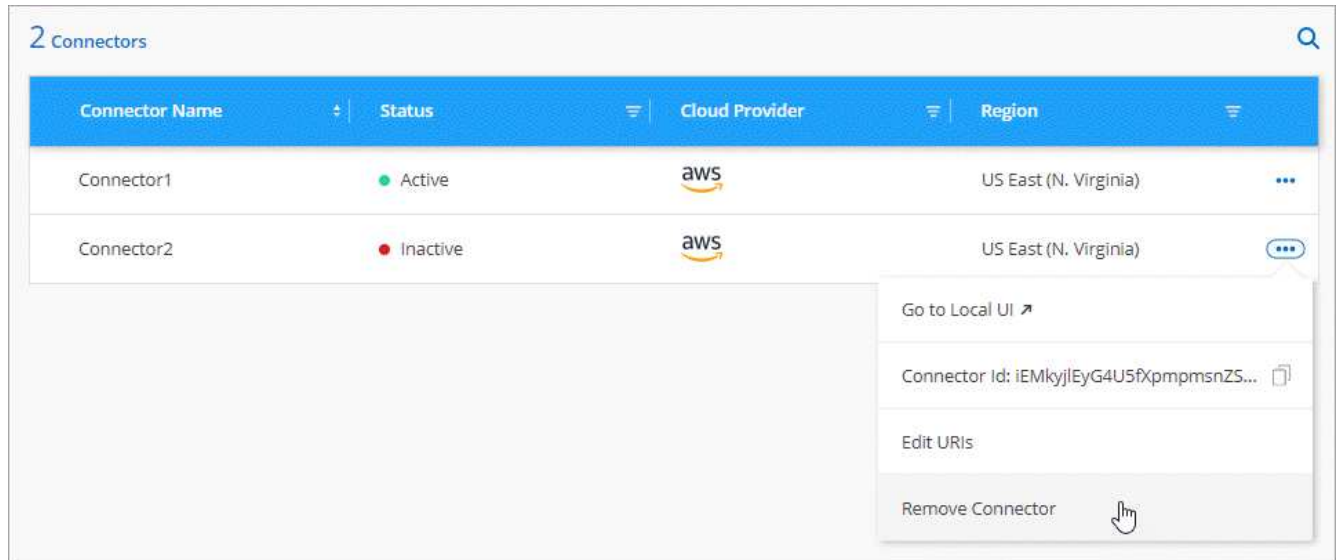 2 Connectors
Connector Name Status Cloud Provider Region
Connector1 Active aws US East (N. Virginia)
Connector2 Inactive aws US East (N. Virginia)
Go to Local UI
Connector Id: iEMkyjlEyG4U5fXpmpmsnZS...
Edit URIs
Remove Connector